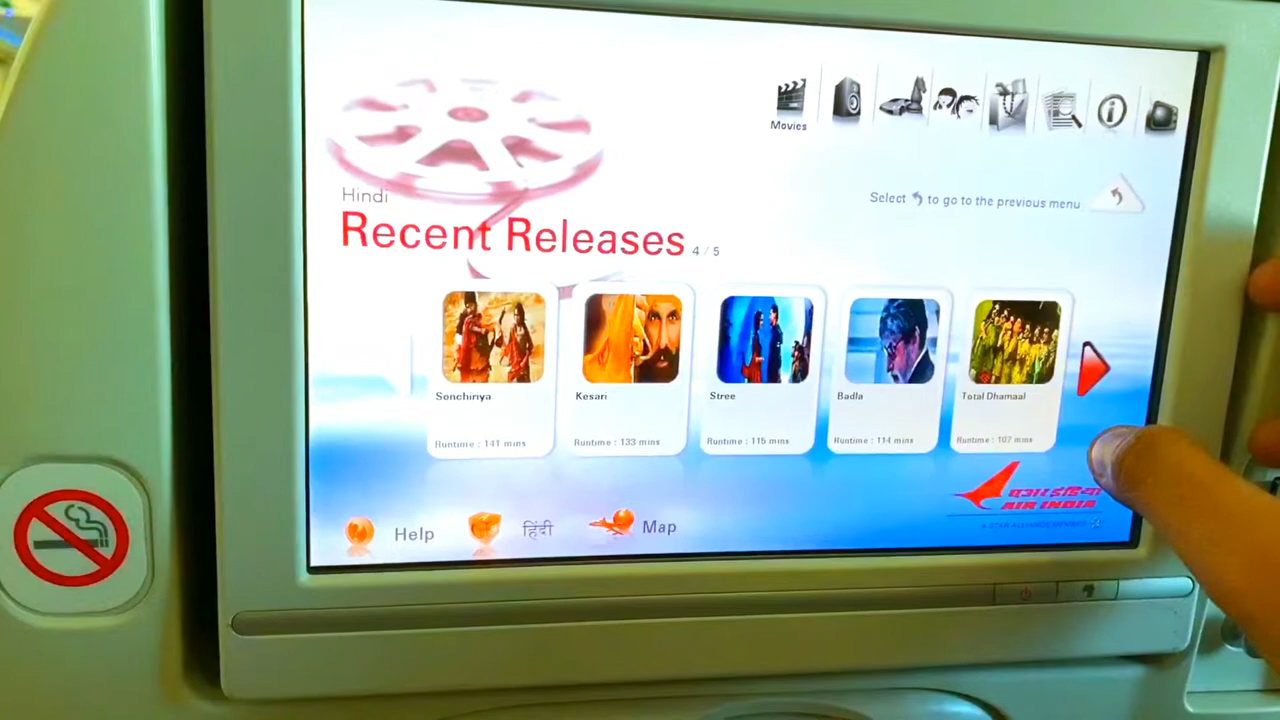 Movies
Select to go to the previous menu
Hindi
Recent Releases 4 / 5
Sonchiriya
Runtime : 141 mins
Kesari
Runtime : 133 mins
Stree
Runtime : 115 mins
Badla
Runtime : 114 mins
Total Dhamaal
Runtime : 107 mins
एअर इंडिया
AIR INDIA
A STAR ALLIANCE MEMBER
Help
हिंदी
Map